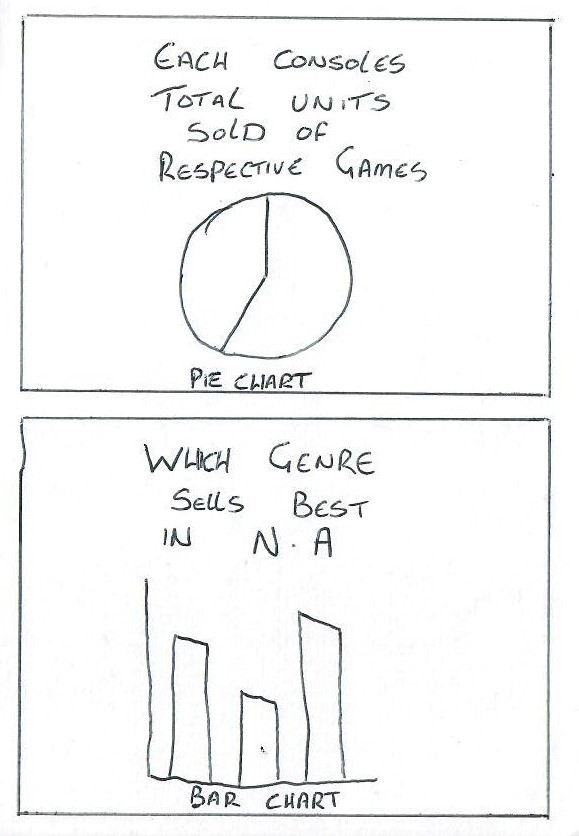 EACH CONSOLES
TOTAL UNITS
SOLD OF
RESPECTIVE GAMES
PIE CHART
WHICH GENRE
SELLS BEST
IN N.A
BAR CHART